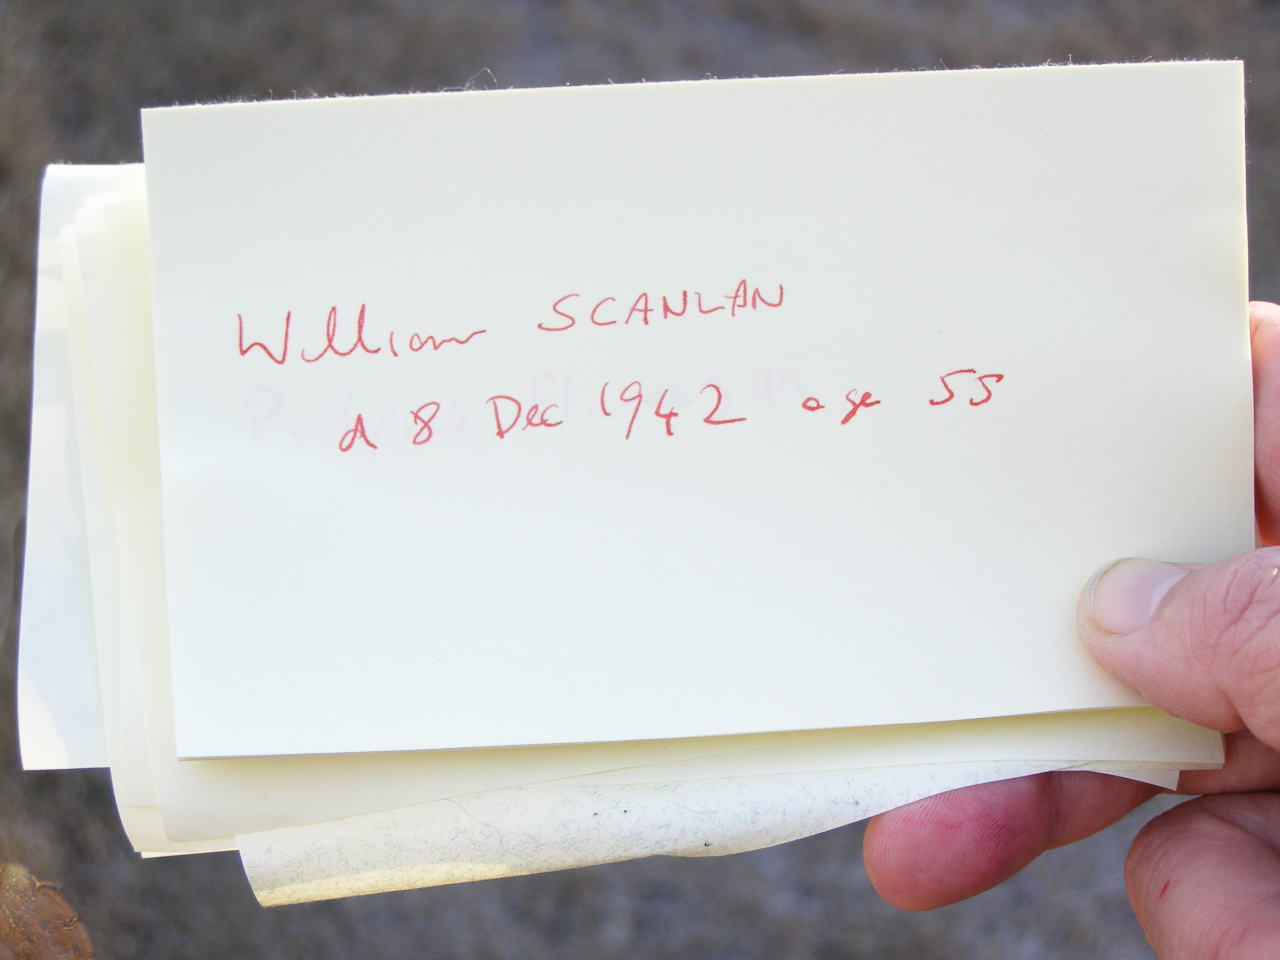 William SCANLAN
d 8 Dec 1942 age 55